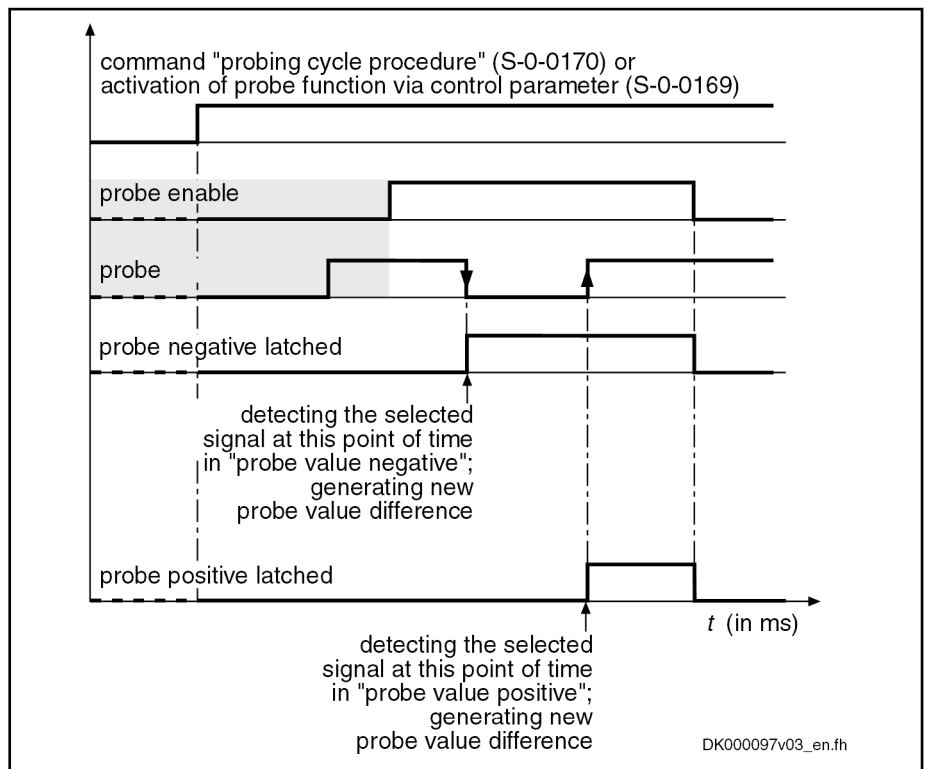 command "probing cycle procedure" (S-0-0170) or
activation of probe function via control parameter (S-0-0169)
probe enable
probe
probe negative latched
detecting the selected
signal at this point of time
in "probe value negative";
generating new
probe value difference
probe positive latched
t (in ms)
detecting the selected
signal at this point of time
in "probe value positive";
generating new
probe value difference
DK000097v03_en.fh